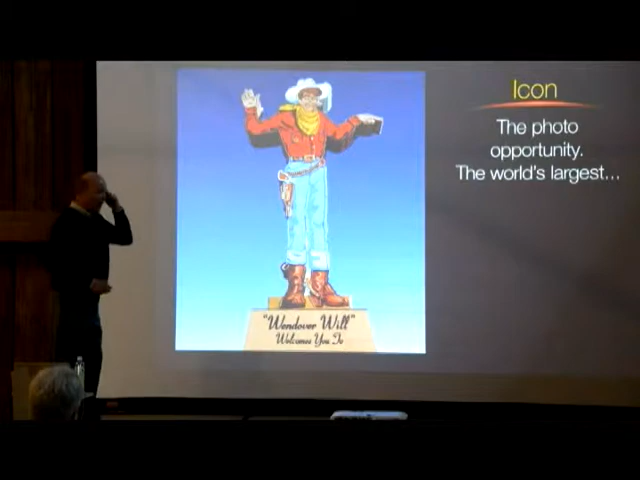 Icon
The photo
opportunity.
The world's largest...
"Wendover Will"
Welcomes You To